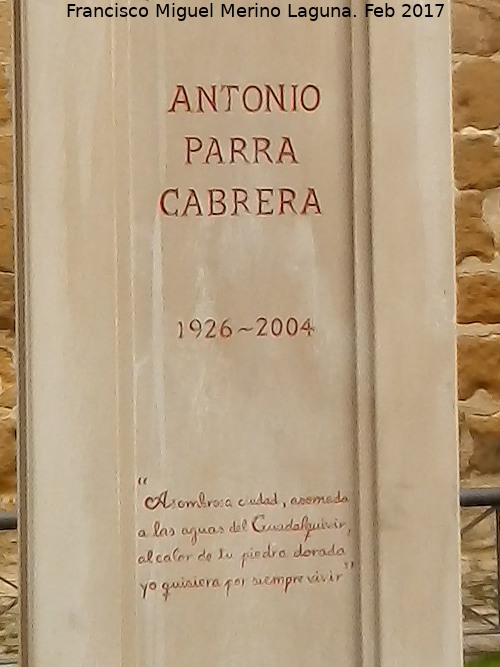 Francisco Miguel Merino Laguna. Feb 2017
ANTONIO
PARRA
CABRERA
1926~2004
"Asombrosa ciudad, asomada
a las aguas del Guadalquivir,
al calor de tu piedra dorada
yo quisiera por siempre vivir"